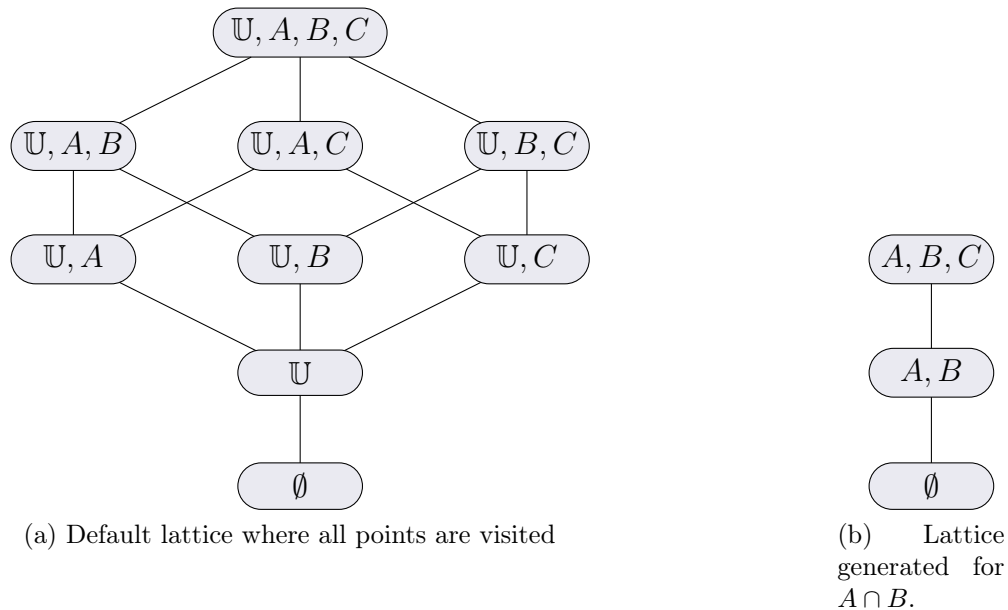 𝕌, A, B, C
𝕌, A, B
𝕌, A, C
𝕌, B, C
𝕌, A
𝕌, B
𝕌, C
𝕌
∅
(a) Default lattice where all points are visited
A, B, C
A, B
∅
(b) Lattice
generated for
A ∩ B.